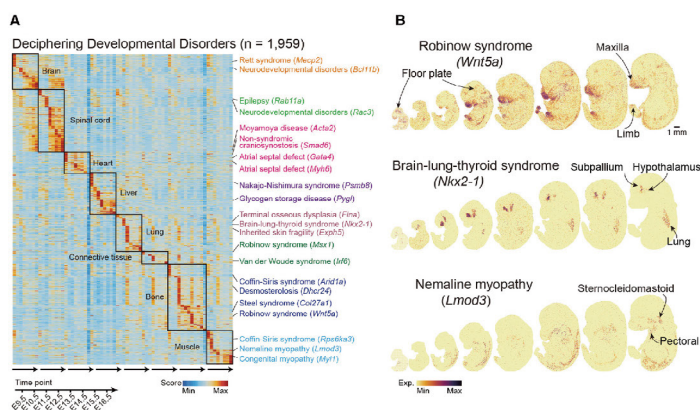 A
Deciphering Developmental Disorders (n = 1,959)
Brain
Spinal cord
Heart
Liver
Lung
Connective tissue
Bone
Muscle
Rett syndrome (Mecp2)
Neurodevelopmental disorders (Bcl11b)
Epilepsy (Rab11a)
Neurodevelopmental disorders (Rac3)
Moyamoya disease (Acta2)
Non-syndromic
craniosynostosis (Smad6)
Atrial septal defect (Gata4)
Atrial septal defect (Myh6)
Nakajo-Nishimura syndrome (Psmb8)
Glycogen storage disease (Pygl)
Terminal osseous dysplasia (Flna)
Brain-lung-thyroid syndrome (Nkx2-1)
Inherited skin fragility (Exph5)
Robinow syndrome (Msx1)
Van der Woude syndrome (Irf6)
Coffin-Siris syndrome (Arid1a)
Desmosterolosis (Dhcr24)
Steel syndrome (Col27a1)
Robinow syndrome (Wnt5a)
Coffin-Siris syndrome (Rps6ka3)
Nemaline myopathy (Lmod3)
Congenital myopathy (Myl1)
Time point
E9.5
E10.5
E11.5
E12.5
E13.5
E14.5
E15.5
E16.5
Score
Min
Max
B
Robinow syndrome
(Wnt5a)
Floor plate
Maxilla
Limb
1 mm
Brain-lung-thyroid syndrome
(Nkx2-1)
Subpallium
Hypothalamus
Lung
Nemaline myopathy
(Lmod3)
Sternocleidomastoid
Pectoral
Exp.
Min
Max